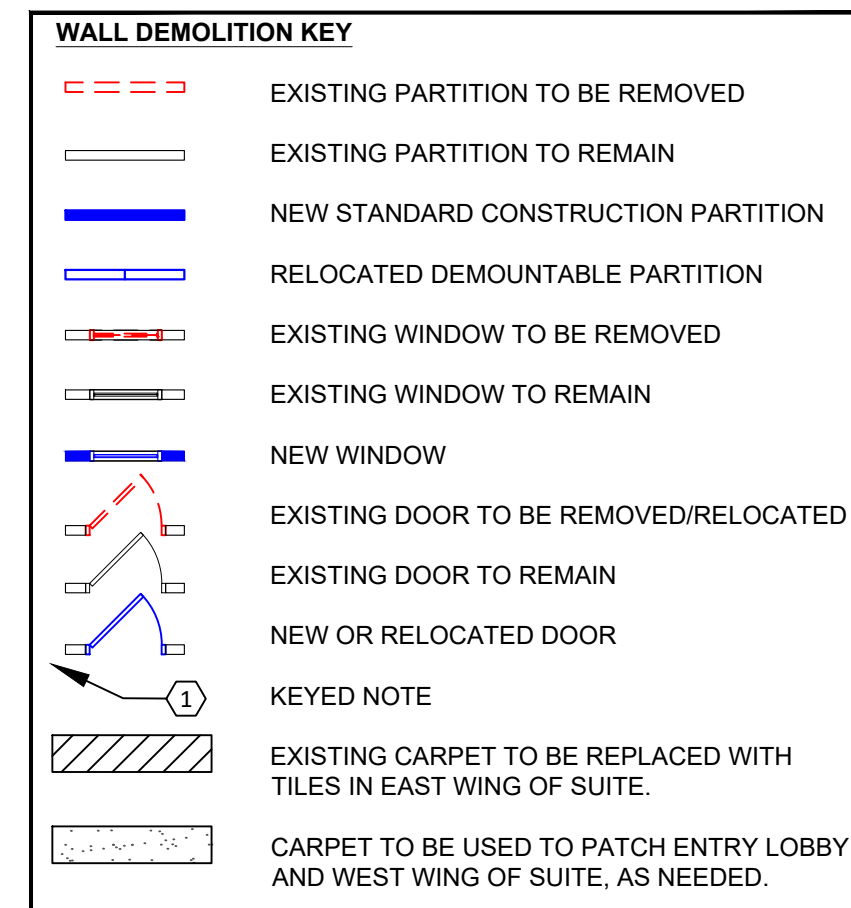 WALL DEMOLITION KEY
EXISTING PARTITION TO BE REMOVED
EXISTING PARTITION TO REMAIN
NEW STANDARD CONSTRUCTION PARTITION
RELOCATED DEMOUNTABLE PARTITION
EXISTING WINDOW TO BE REMOVED
EXISTING WINDOW TO REMAIN
NEW WINDOW
EXISTING DOOR TO BE REMOVED/RELOCATED
EXISTING DOOR TO REMAIN
NEW OR RELOCATED DOOR
1 KEYED NOTE
EXISTING CARPET TO BE REPLACED WITH
TILES IN EAST WING OF SUITE.
CARPET TO BE USED TO PATCH ENTRY LOBBY
AND WEST WING OF SUITE, AS NEEDED.